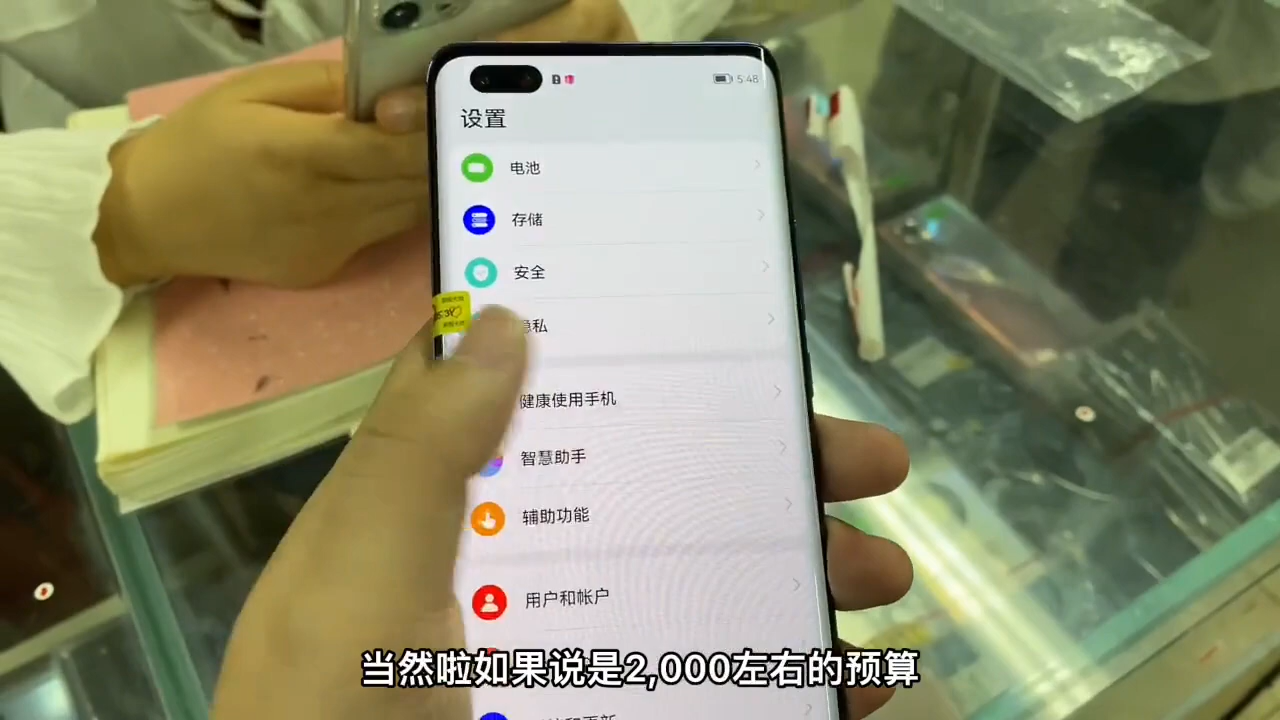 5:48
设置
电池
存储
安全
隐私
健康使用手机
智慧助手
辅助功能
用户和帐户
当然啦如果说是2,000左右的预算